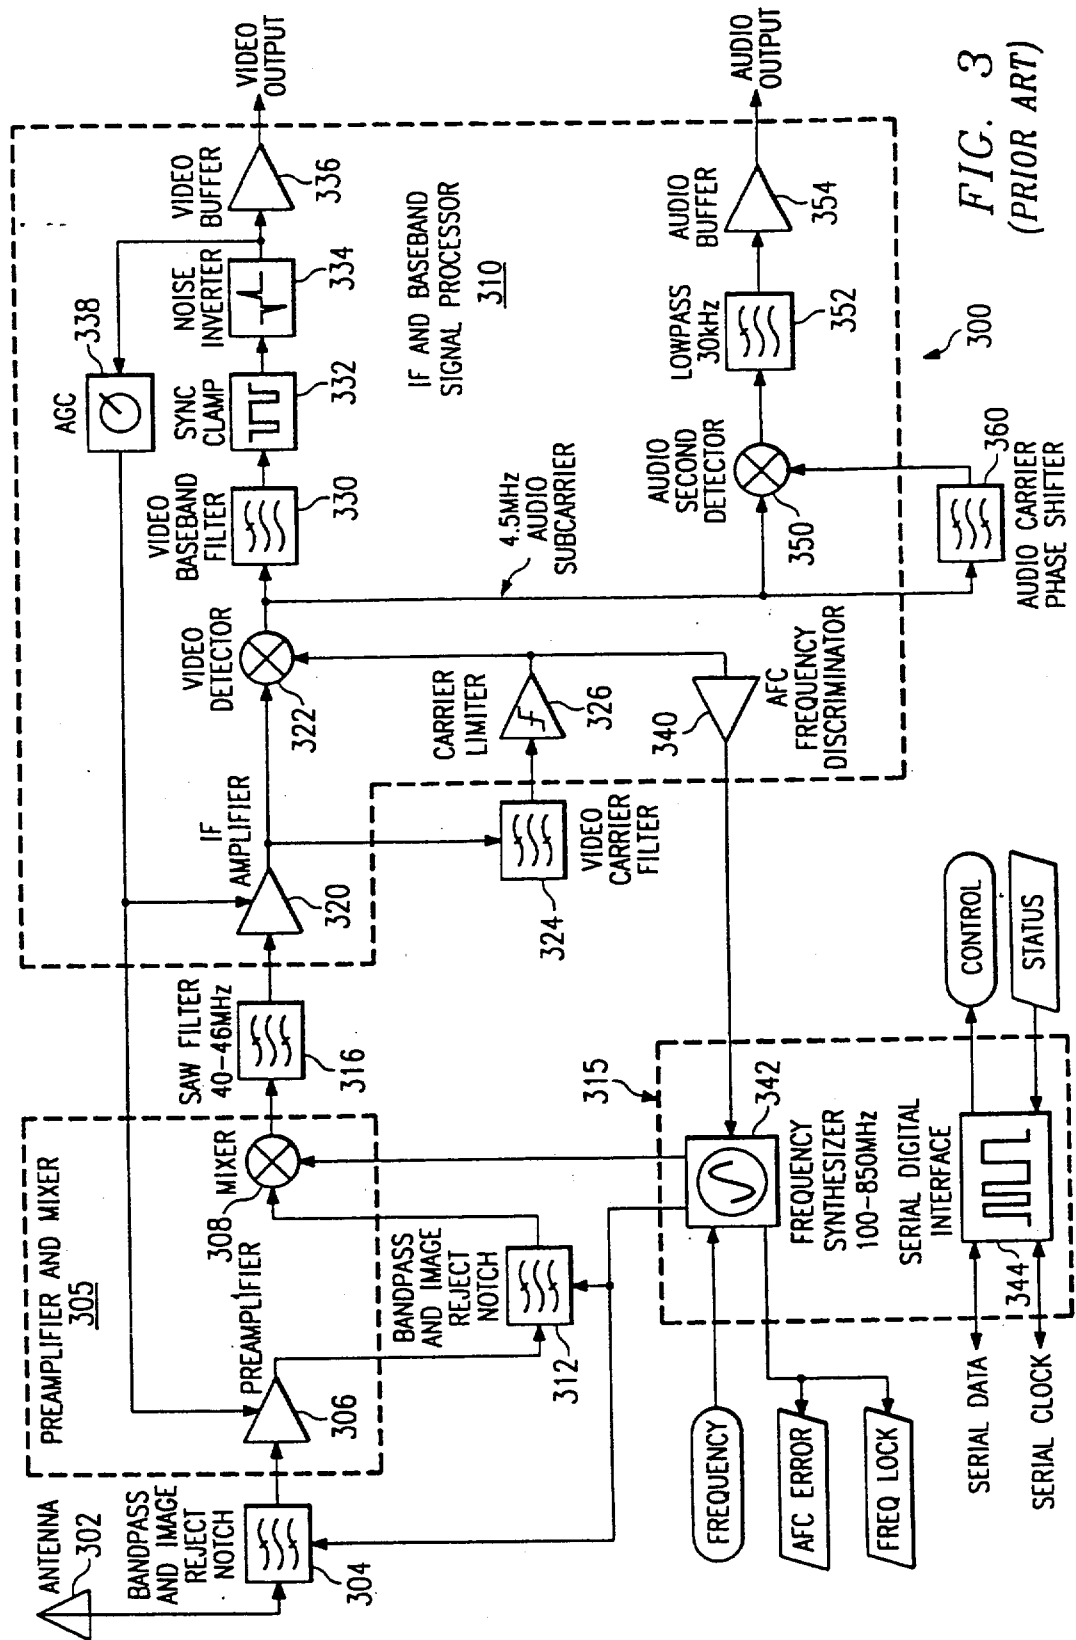 ANTENNA
302
BANDPASS
AND IMAGE
REJECT
NOTCH
304
PREAMPLIFIER AND MIXER
305
PREAMPLIFIER
306
MIXER
308
BANDPASS
AND IMAGE
REJECT
NOTCH
312
SAW FILTER
40-46MHz
316
IF
AMPLIFIER
320
VIDEO
DETECTOR
322
VIDEO CARRIER
FILTER
324
CARRIER
LIMITER
326
VIDEO
BASEBAND
FILTER
330
SYNC
CLAMP
332
NOISE
INVERTER
334
VIDEO
BUFFER
336
VIDEO
OUTPUT
AGC
338
IF AND BASEBAND
SIGNAL PROCESSOR
310
4.5MHz
AUDIO
SUBCARRIER
AUDIO
SECOND
DETECTOR
350
LOWPASS
30kHz
352
AUDIO
BUFFER
354
AUDIO
OUTPUT
340
AFC
FREQUENCY
DISCRIMINATOR
360
AUDIO CARRIER
PHASE SHIFTER
300
315
342
FREQUENCY
SYNTHESIZER
100-850MHz
SERIAL DIGITAL
INTERFACE
344
FREQUENCY
AFC ERROR
FREQ LOCK
SERIAL DATA
SERIAL CLOCK
CONTROL
STATUS
FIG. 3
(PRIOR ART)